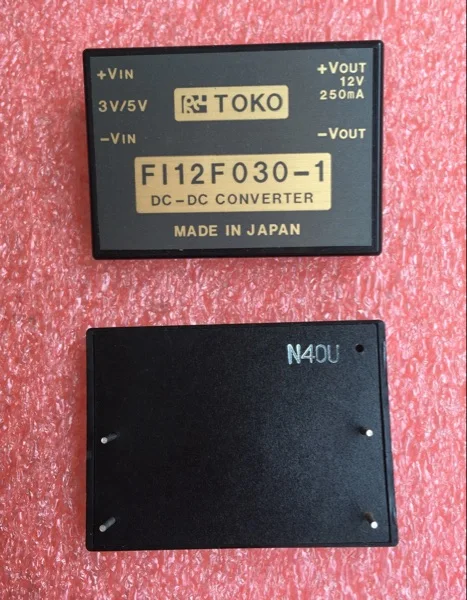 +VIN
+VOUT
12V
250mA
3V/5V
TOKO
-VIN
-VOUT
FI12F030-1
DC-DC CONVERTER
MADE IN JAPAN
N40U